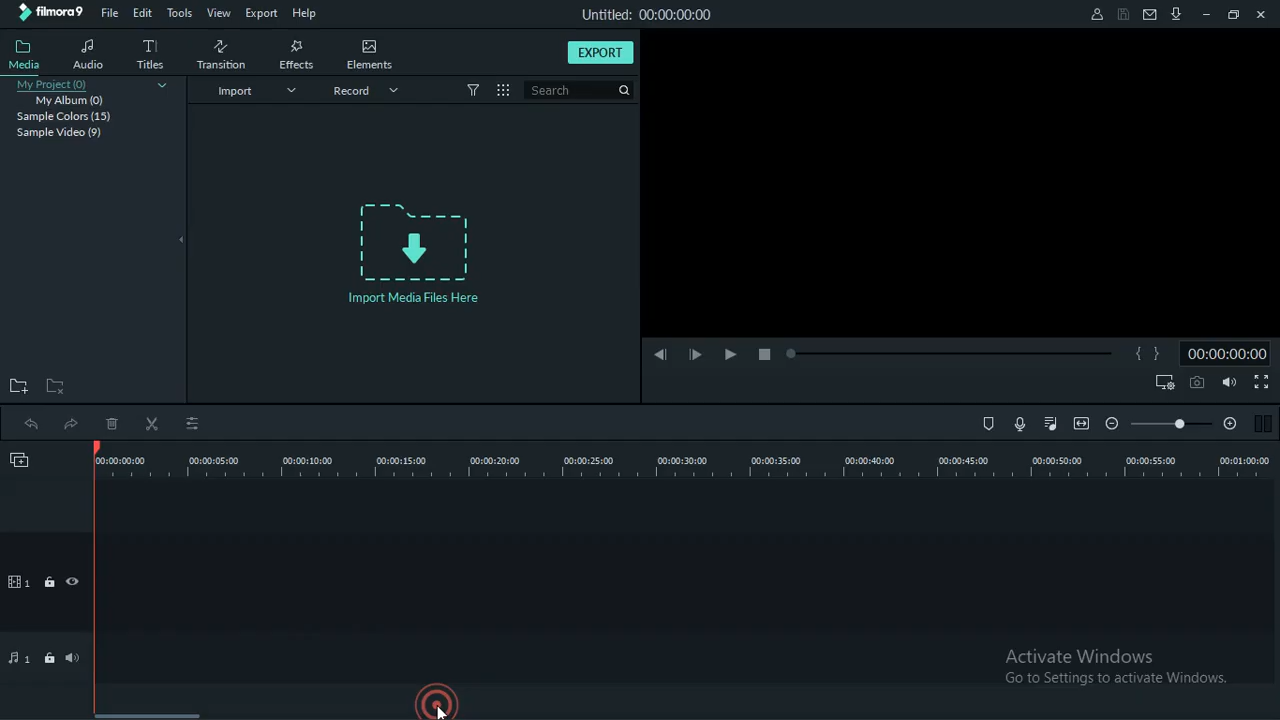 filmora9 File Edit Tools View Export Help Untitled: 00:00:00:00
Media Audio Titles Transition Effects Elements EXPORT
My Project (0)
My Album (0)
Sample Colors (15)
Sample Video (9)
Import Record Search
Import Media Files Here
{ } 00:00:00:00
00:00:00:00 00:00:05:00 00:00:10:00 00:00:15:00 00:00:20:00 00:00:25:00 00:00:30:00 00:00:35:00 00:00:40:00 00:00:45:00 00:00:50:00 00:00:55:00 00:01:00:00
1
1
Activate Windows
Go to Settings to activate Windows.